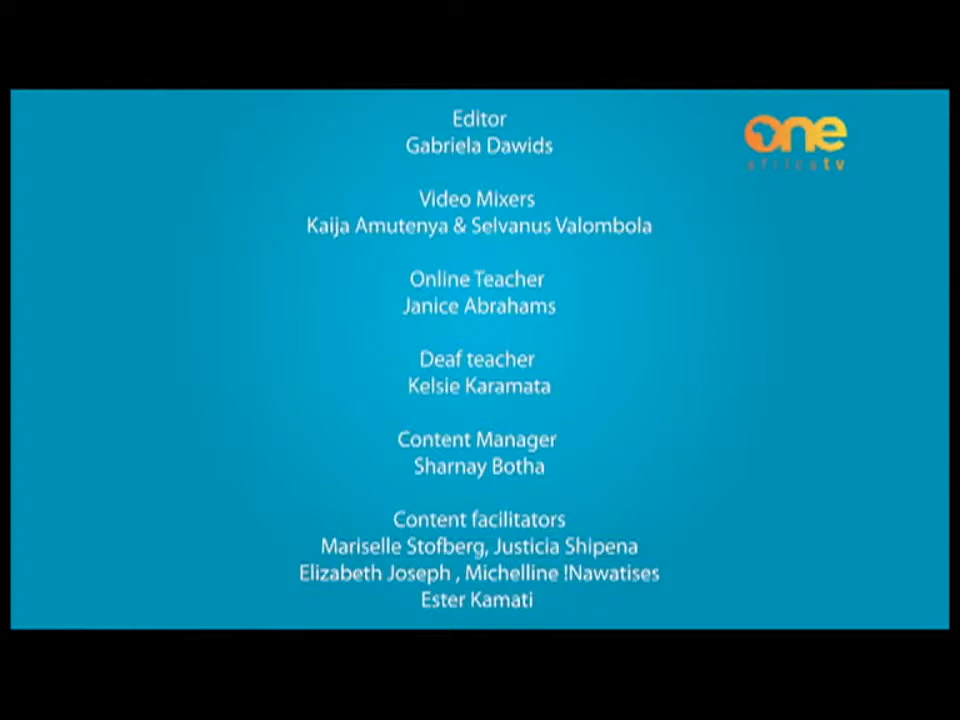 Editor
Gabriela Dawids
one
africa tv
Video Mixers
Kaija Amutenya & Selvanus Valombola
Online Teacher
Janice Abrahams
Deaf teacher
Kelsie Karamata
Content Manager
Sharnay Botha
Content facilitators
Mariselle Stofberg, Justicia Shipena
Elizabeth Joseph , Michelline !Nawatises
Ester Kamati